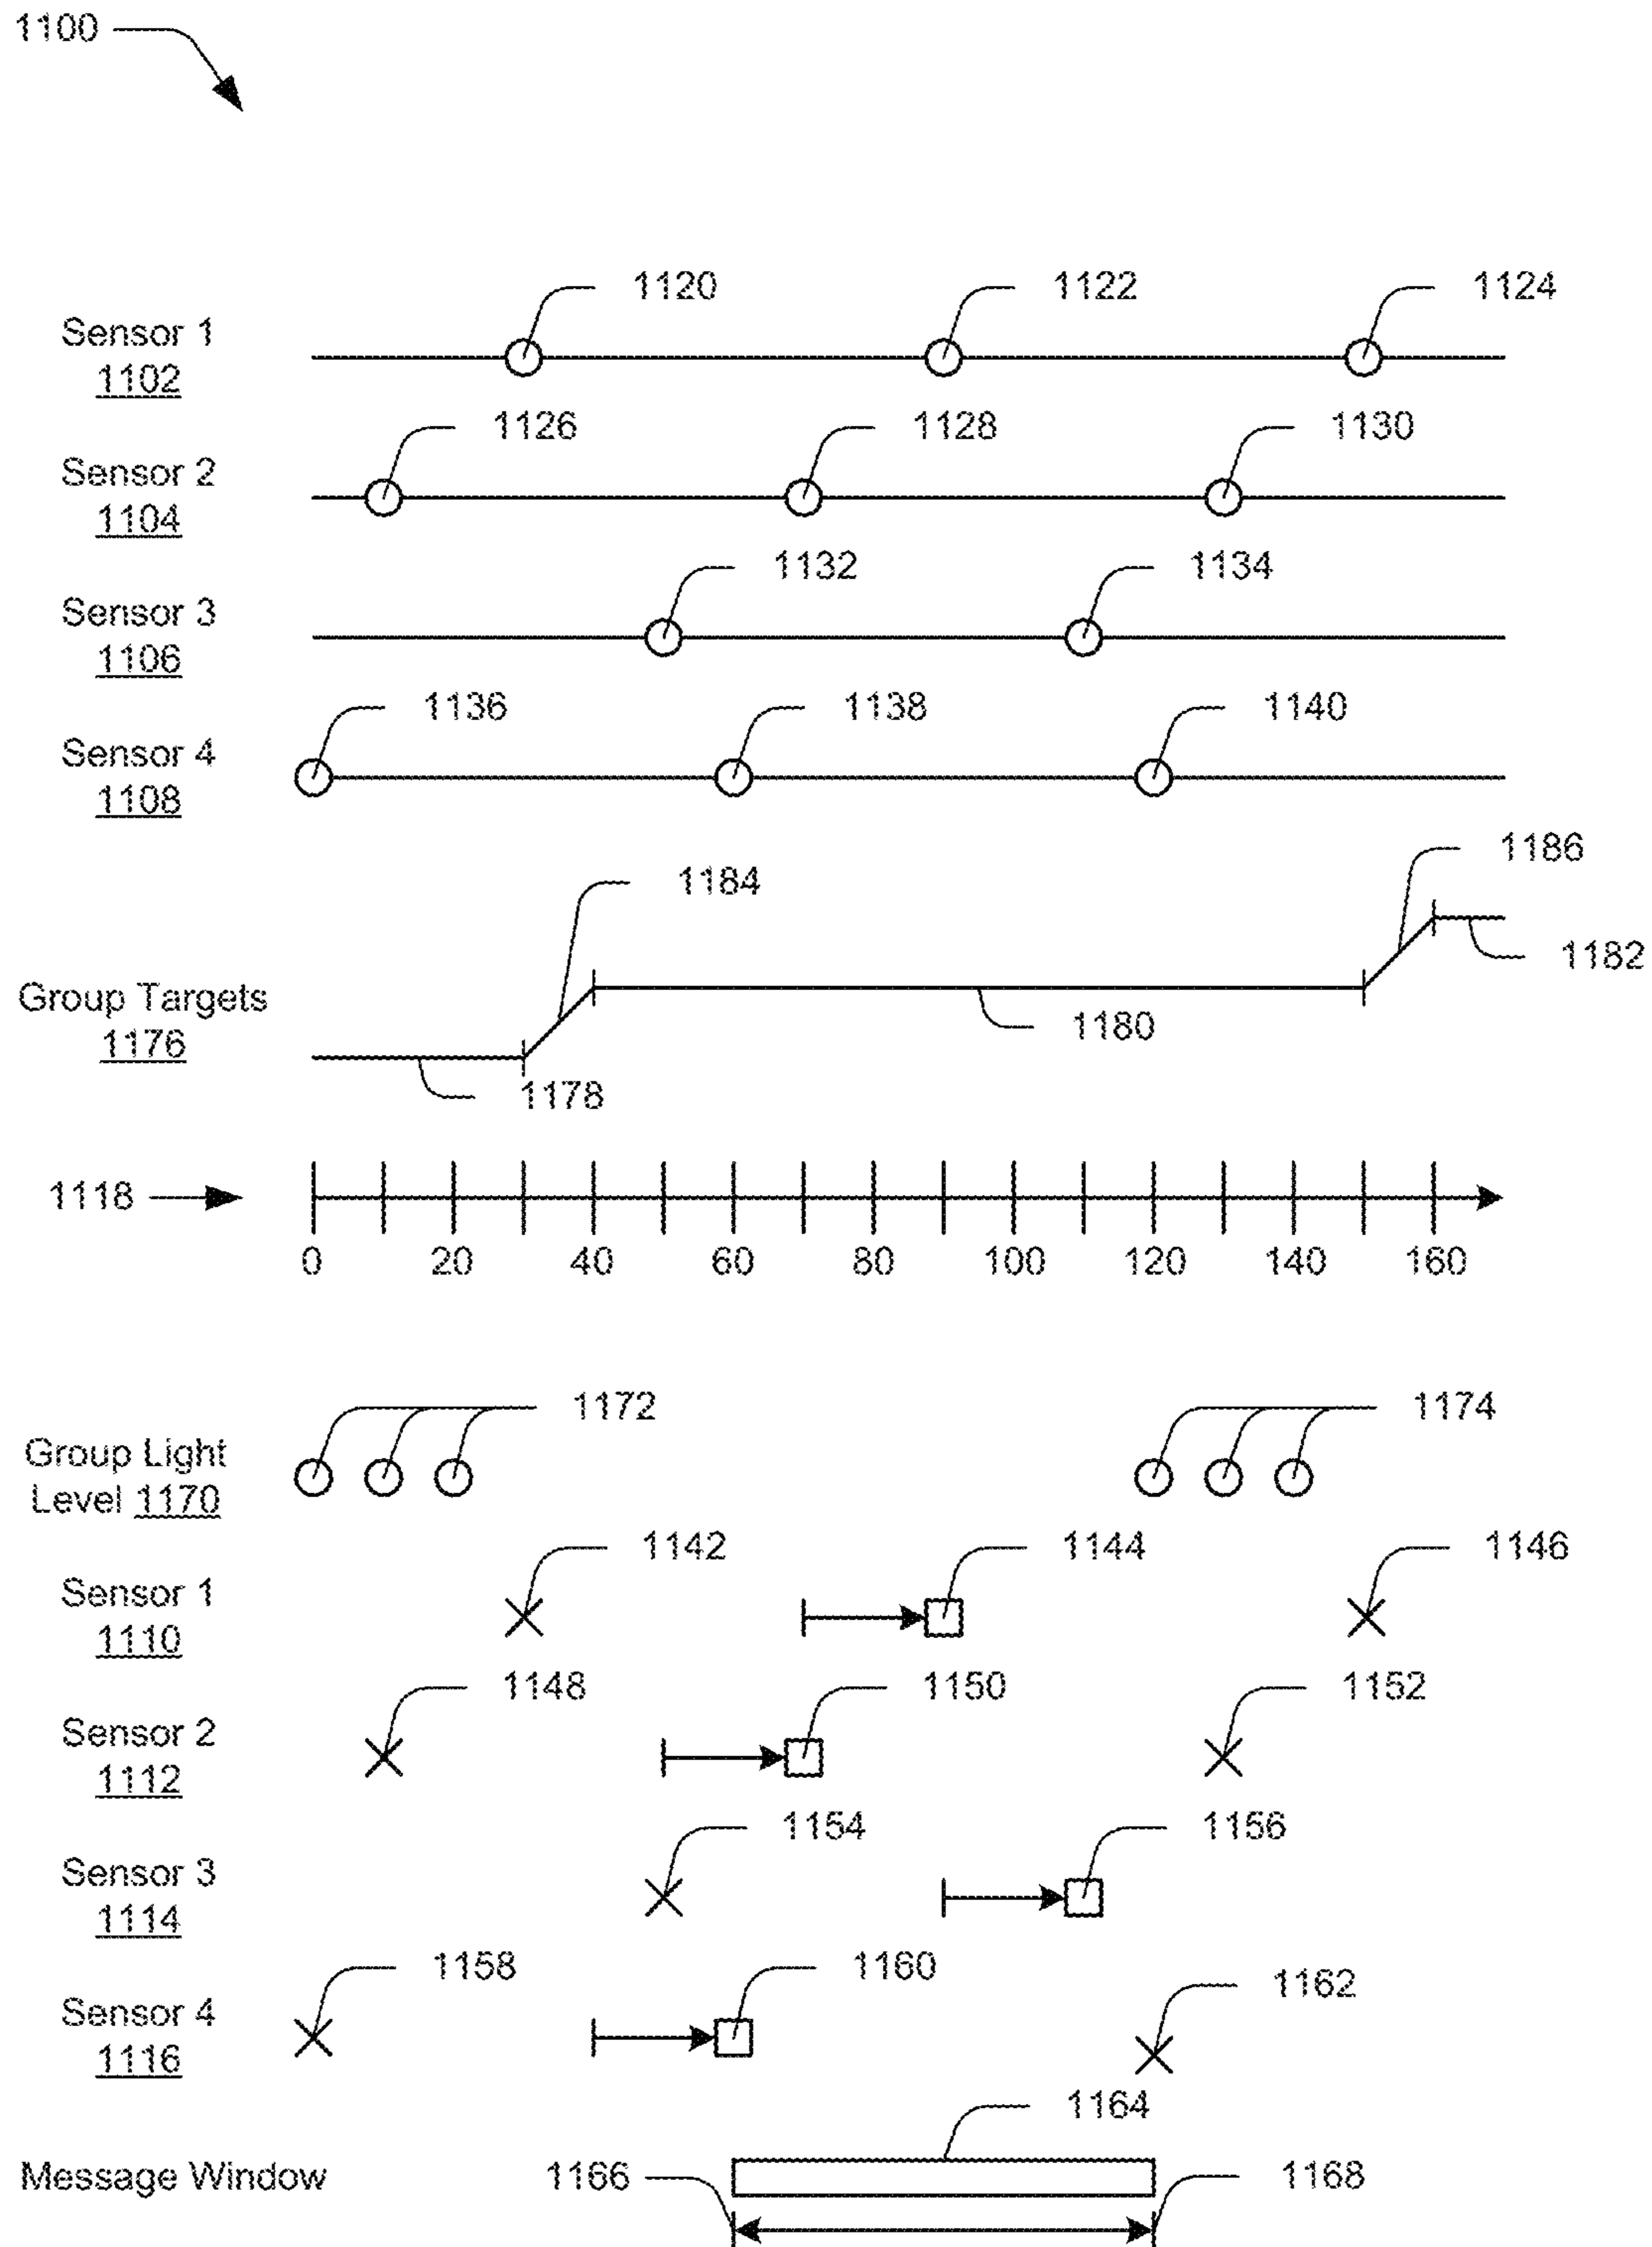 1100
1120 1122 1124
Sensor 1
1102
1126 1128 1130
Sensor 2
1104
1132 1134
Sensor 3
1106
1136 1138 1140
Sensor 4
1108
1186
1184
1182
Group Targets
1176
1180
1178
1118
0 20 40 60 80 100 120 140 160
1172 1174
Group Light
Level 1170
1142 1144 1146
Sensor 1
1110
1148 1150 1152
Sensor 2
1112
1154 1156
Sensor 3
1114
1158 1160 1162
Sensor 4
1116
1164
Message Window 1166 1168